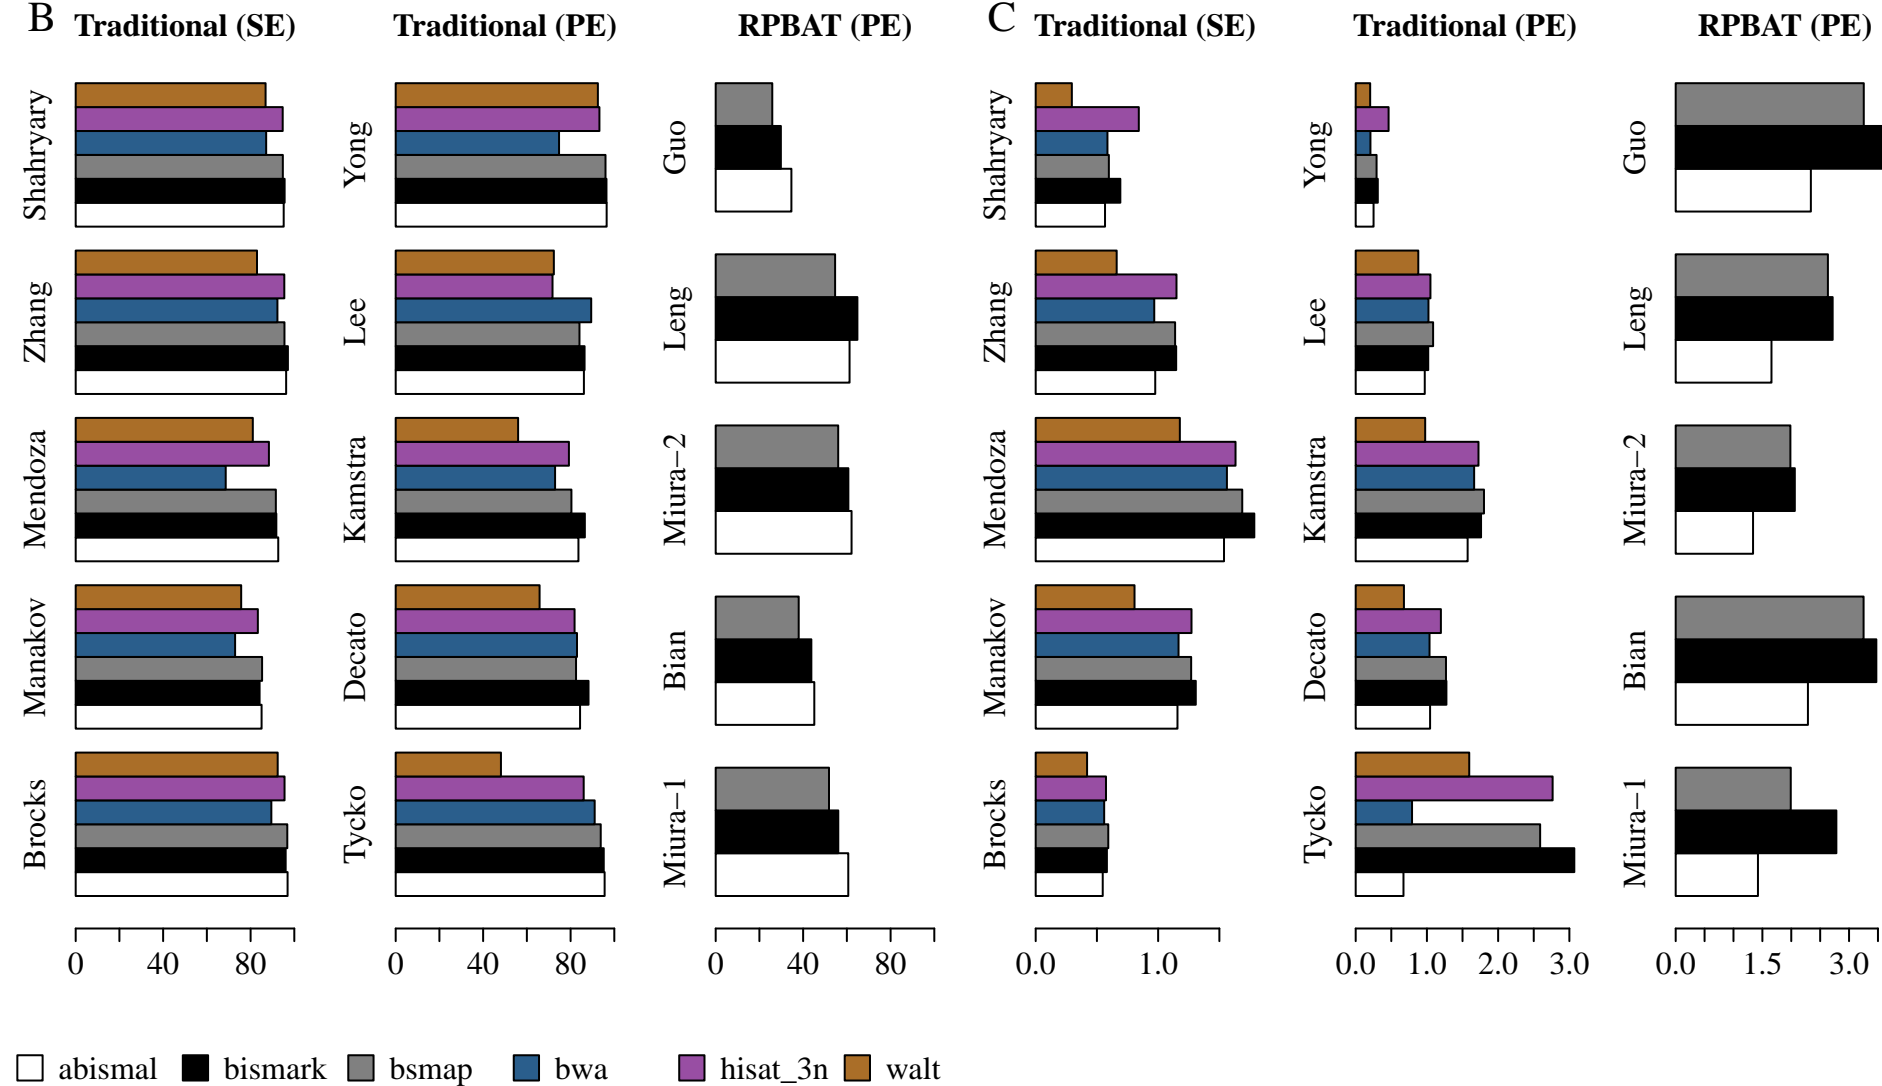 B Traditional (SE) Traditional (PE) RPBAT (PE) C Traditional (SE) Traditional (PE) RPBAT (PE)
Shahryary Yong Guo Shahryary Yong Guo
Zhang Lee Leng Zhang Lee Leng
Mendoza Kamstra Miura−2 Mendoza Kamstra Miura−2
Manakov Decato Bian Manakov Decato Bian
Brocks Tycko Miura−1 Brocks Tycko Miura−1
0 40 80 0 40 80 0 40 80 0.0 1.0 0.0 1.0 2.0 3.0 0.0 1.5 3.0
abismal bismark bsmap bwa hisat_3n walt